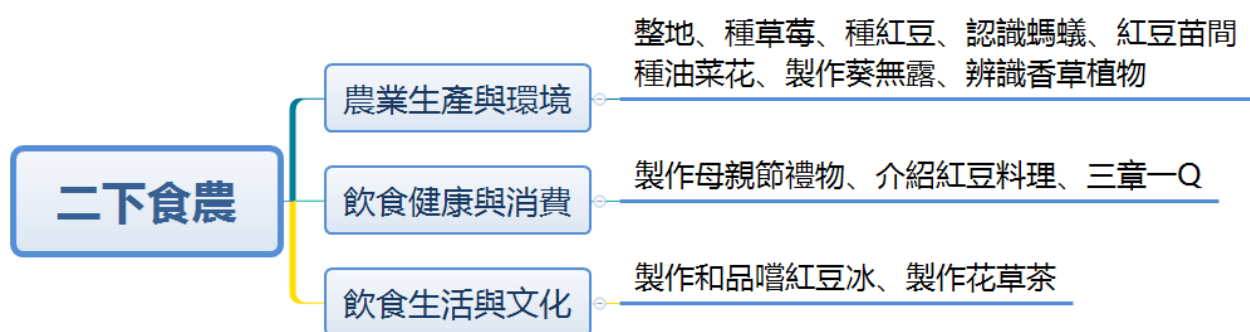 二下食農
農業生產與環境
整地、種草莓、種紅豆、認識螞蟻、紅豆苗間
種油菜花、製作葵無露、辨識香草植物
飲食健康與消費
製作母親節禮物、介紹紅豆料理、三章一Q
飲食生活與文化
製作和品嚐紅豆冰、製作花草茶